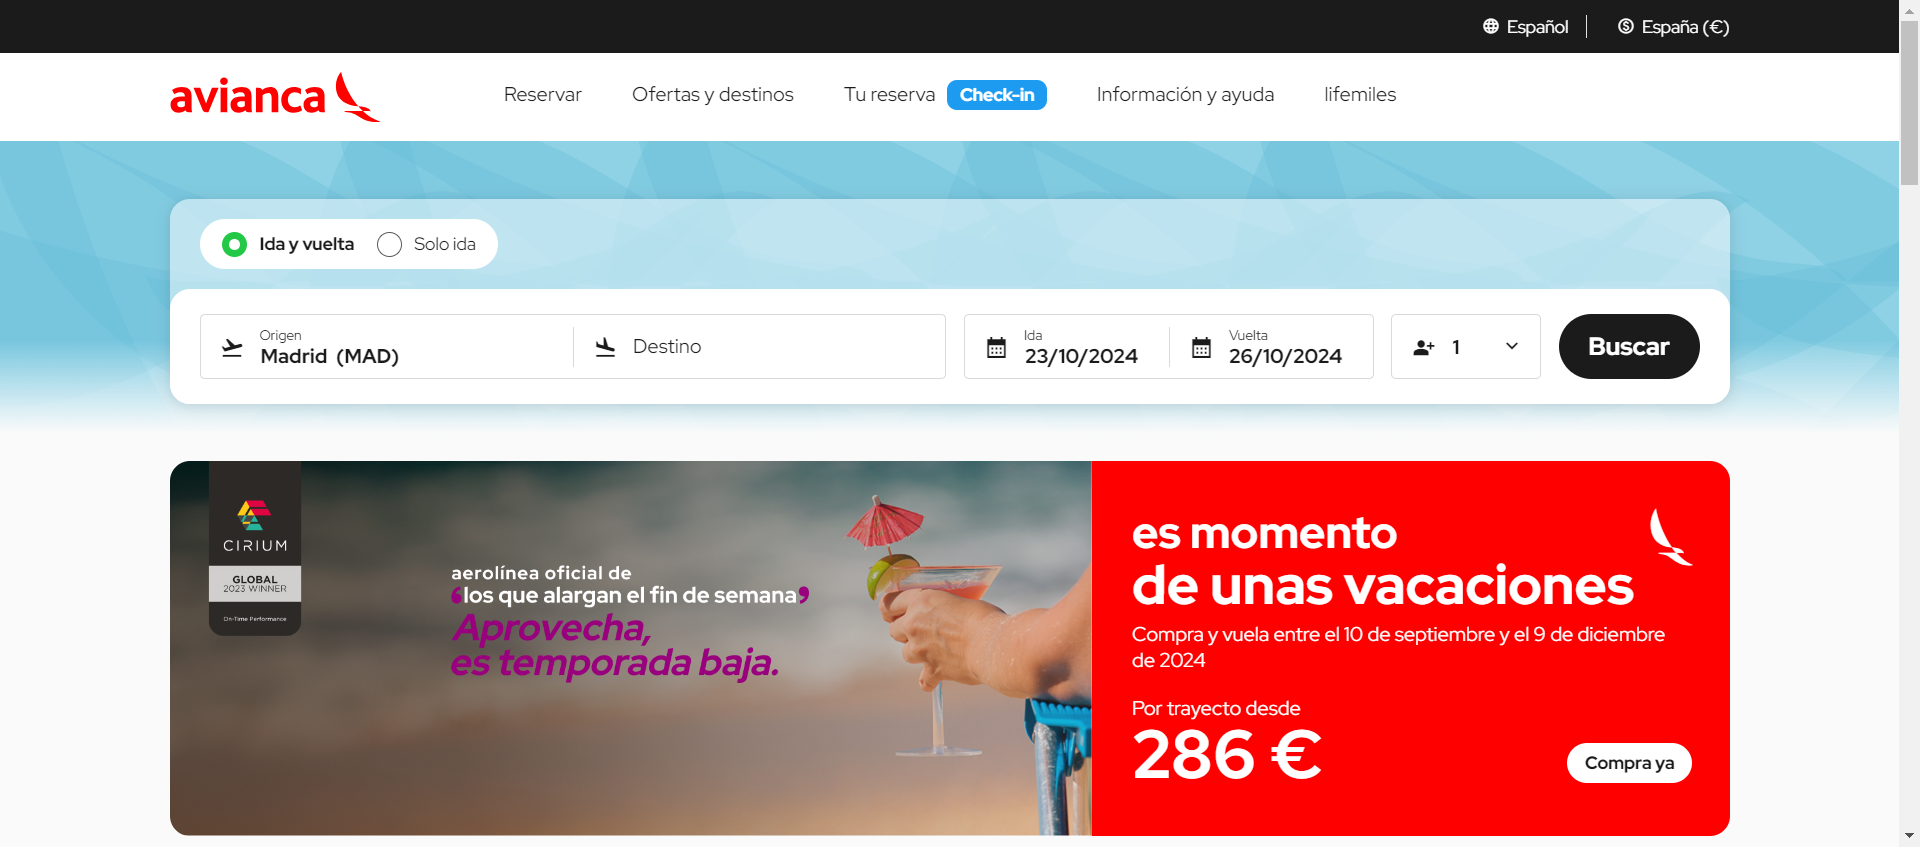 Español
España (€)
avianca
Reservar
Ofertas y destinos
Tu reserva
Check-in
Información y ayuda
lifemiles
Ida y vuelta
Solo ida
Origen
Madrid (MAD)
Destino
Ida
23/10/2024
Vuelta
26/10/2024
1
Buscar
CIRIUM
GLOBAL
2023 WINNER
On-Time Performance
aerolínea oficial de
‘los que alargan el fin de semana’
Aprovecha,
es temporada baja.
es momento
de unas vacaciones
Compra y vuela entre el 10 de septiembre y el 9 de diciembre
de 2024
Por trayecto desde
286 €
Compra ya